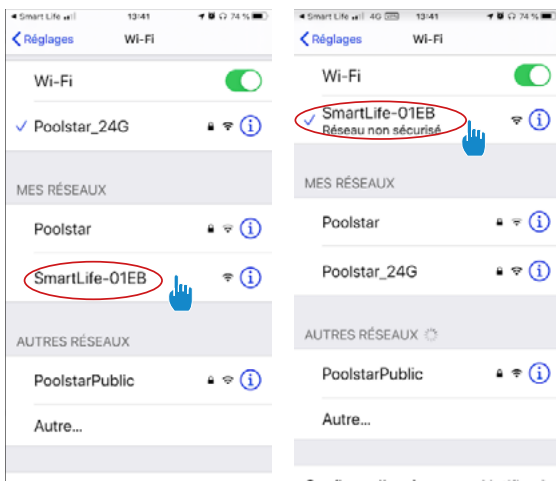 Smart Life 13:41 74 %
Réglages Wi-Fi
Wi-Fi
Poolstar_24G
MES RÉSEAUX
Poolstar
SmartLife-01EB
AUTRES RÉSEAUX
PoolstarPublic
Autre...
Smart Life 4G VPN 13:41 74 %
Réglages Wi-Fi
Wi-Fi
SmartLife-01EB
Réseau non sécurisé
MES RÉSEAUX
Poolstar
Poolstar_24G
AUTRES RÉSEAUX
PoolstarPublic
Autre...